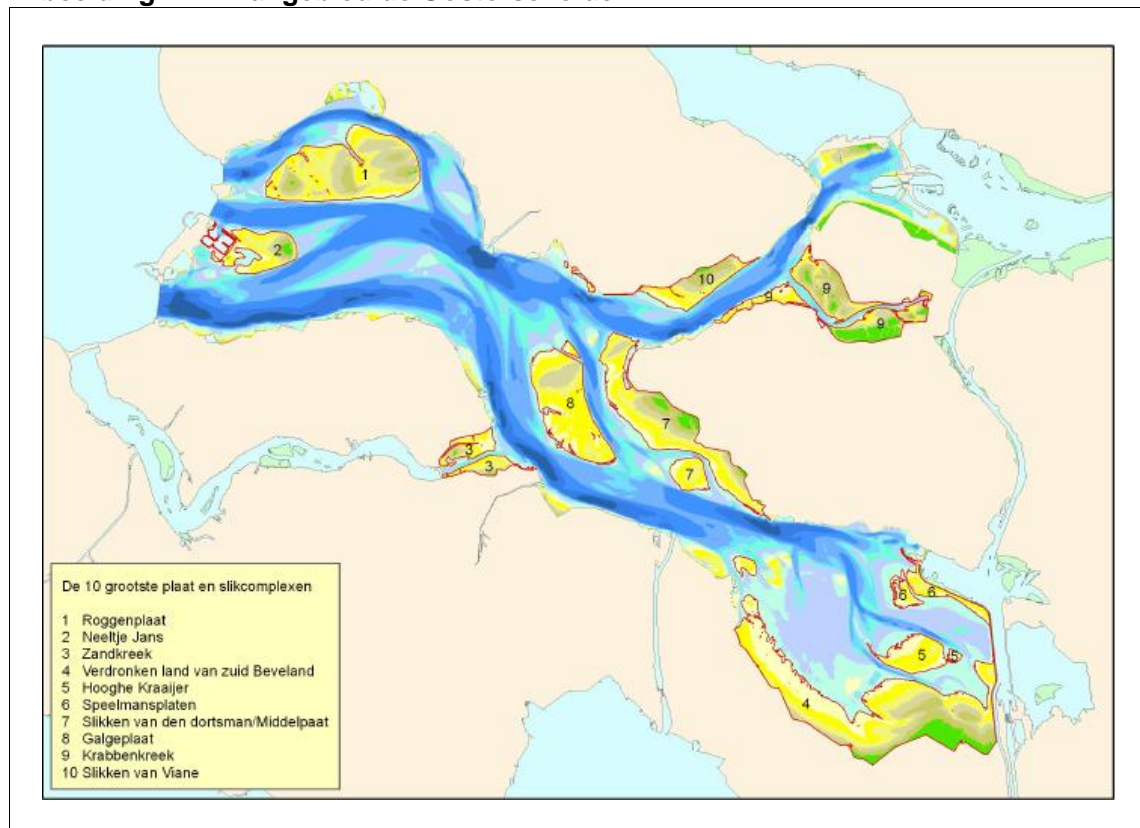 De 10 grootste plaat en slikcomplexen
1 Roggenplaat
2 Neeltje Jans
3 Zandkreek
4 Verdronken land van zuid Beveland
5 Hooghe Kraaijer
6 Speelmansplaten
7 Slikken van den dortsman/Middelpaat
8 Galgeplaat
9 Krabbenkreek
10 Slikken van Viane
1
2
10
9
9
9
8
7
3
3
7
6
6
5
5
4